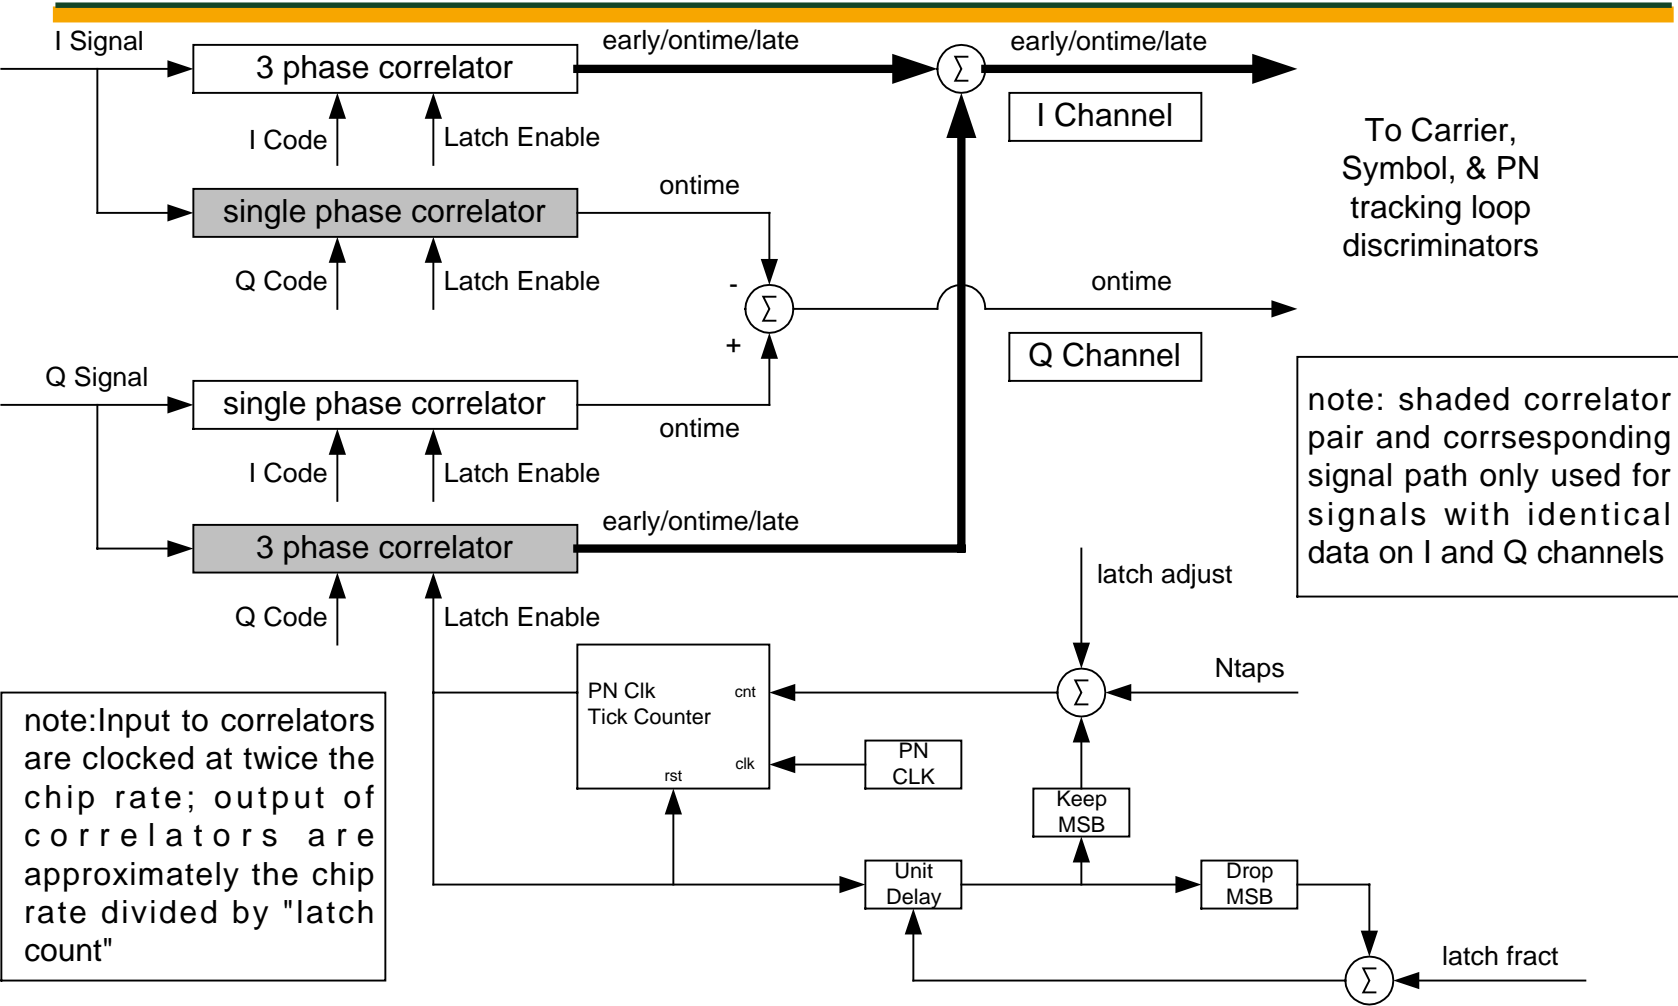 I Signal
3 phase correlator
early/ontime/late
Σ
early/ontime/late
I Code
Latch Enable
I Channel
To Carrier,
Symbol, & PN
tracking loop
discriminators
single phase correlator
ontime
Q Code
Latch Enable
-
Σ
+
ontime
Q Channel
Q Signal
single phase correlator
ontime
I Code
Latch Enable
note: shaded correlator
pair and corrsesponding
signal path only used for
signals with identical
data on I and Q channels
3 phase correlator
early/ontime/late
Q Code
Latch Enable
latch adjust
PN Clk
Tick Counter
cnt
clk
rst
Σ
Ntaps
PN
CLK
Keep
MSB
note:Input to correlators
are clocked at twice the
chip rate; output of
correlators are
approximately the chip
rate divided by "latch
count"
Unit
Delay
Drop
MSB
Σ
latch fract